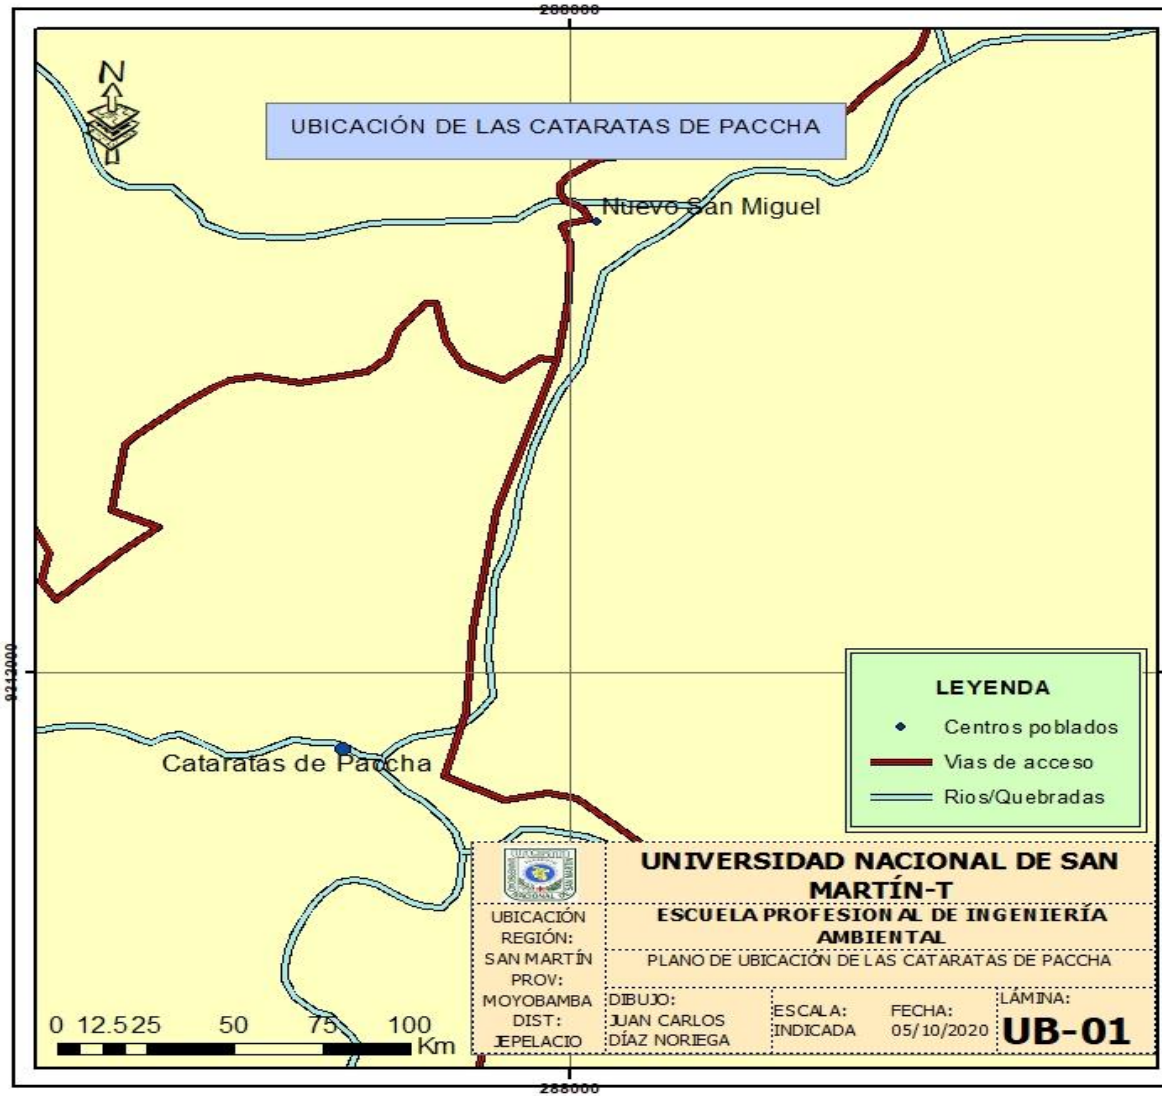 288000
N
UBICACIÓN DE LAS CATARATAS DE PACCHA
Nuevo San Miguel
9313000
LEYENDA
Centros poblados
Vias de acceso
Rios/Quebradas
Cataratas de Paccha
UNIVERSIDAD NACIONAL DE SAN
MARTÍN-T
UBICACIÓN
REGIÓN:
SAN MARTÍN
PROV:
MOYOBAMBA
DIST:
JEPELACIO
ESCUELA PROFESIONAL DE INGENIERÍA
AMBIENTAL
PLANO DE UBICACIÓN DE LAS CATARATAS DE PACCHA
DIBUJO:
JUAN CARLOS
DÍAZ NORIEGA
ESCALA:
INDICADA
FECHA:
05/10/2020
LÁMINA:
UB-01
0 12.5 25 50 75 100
Km
288000